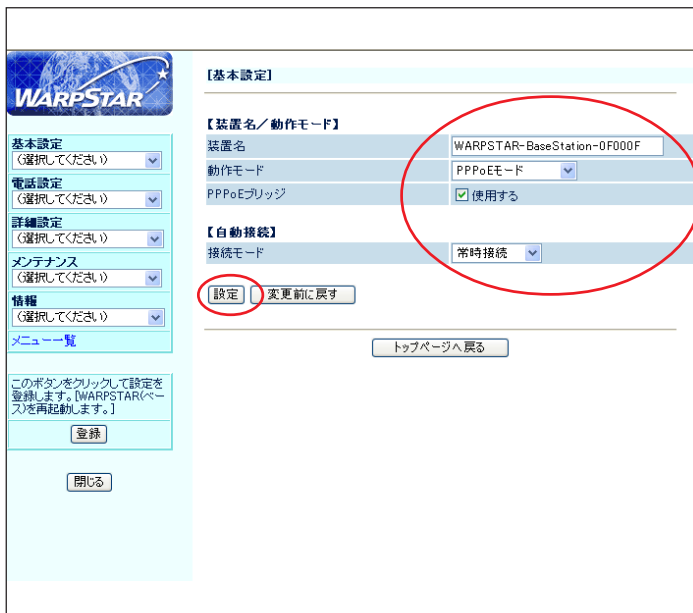 WARPSTAR
基本設定
(選択してください)
電話設定
(選択してください)
詳細設定
(選択してください)
メンテナンス
(選択してください)
情報
(選択してください)
メニュー一覧
このボタンをクリックして設定を
登録します。[WARPSTAR(ベー
ス)を再起動します。]
登録
閉じる
【基本設定】
【装置名／動作モード】
装置名 WARPSTAR-BaseStation-0F000F
動作モード PPPoEモード
PPPoEブリッジ 使用する
【自動接続】
接続モード 常時接続
設定 変更前に戻す
トップページへ戻る